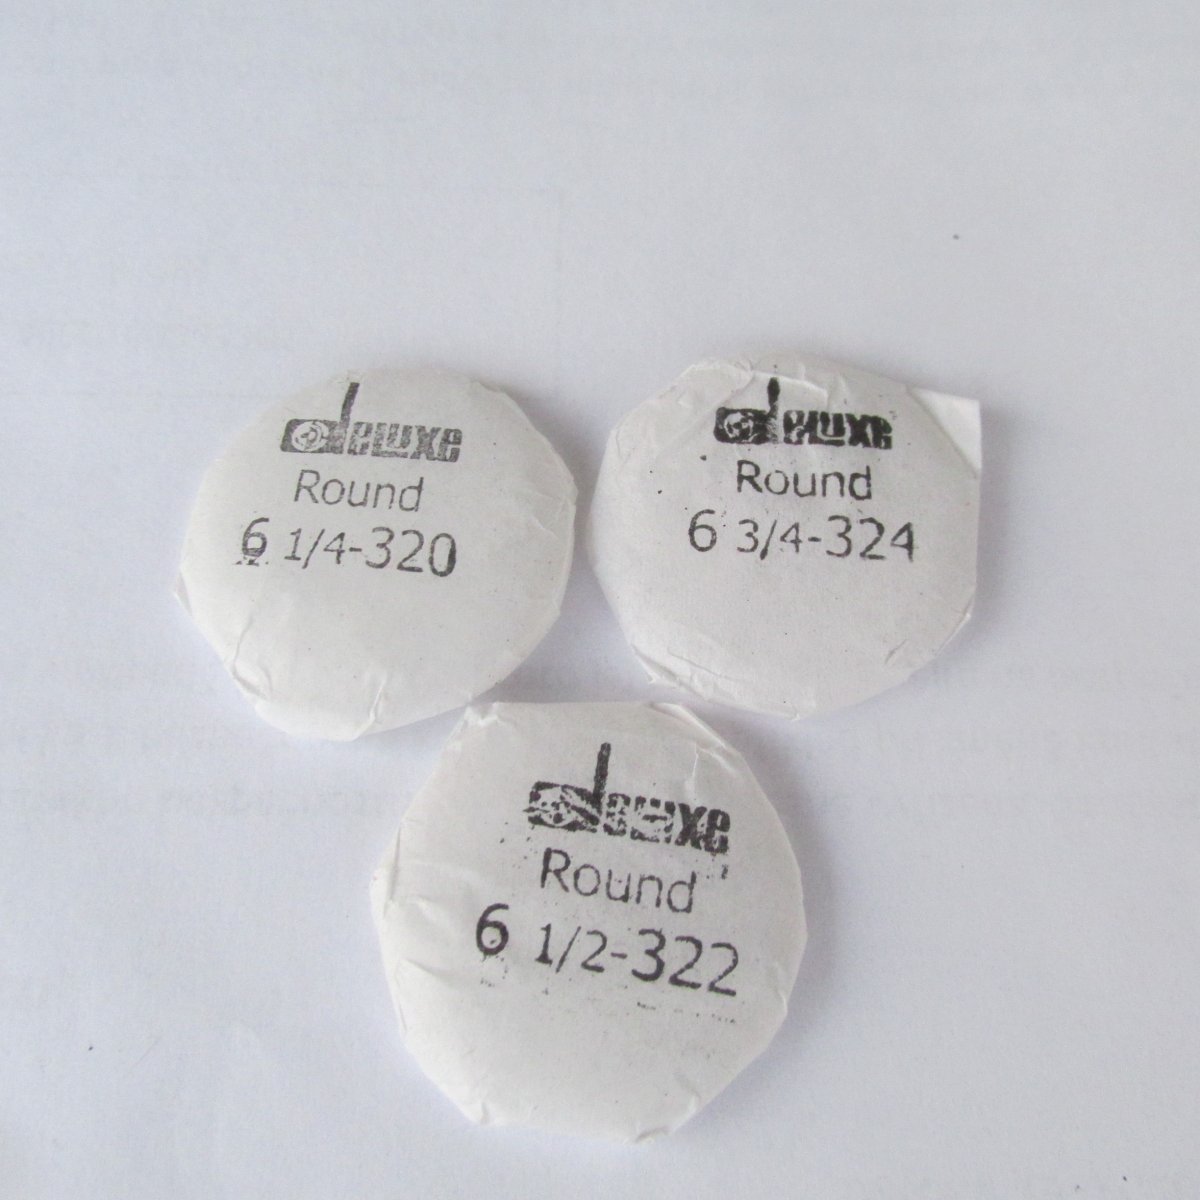 deluxe
Round
6 1/4-320
deluxe
Round
6 3/4-324
deluxe
Round
6 1/2-322